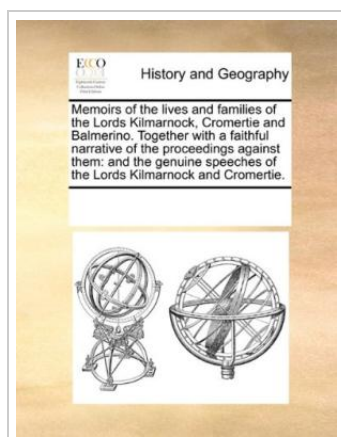 ECCO
History and Geography
Memoirs of the lives and families of
the Lords Kilmarnock, Cromertie and
Balmerino. Together with a faithful
narrative of the proceedings against
them: and the genuine speeches of
the Lords Kilmarnock and Cromertie.